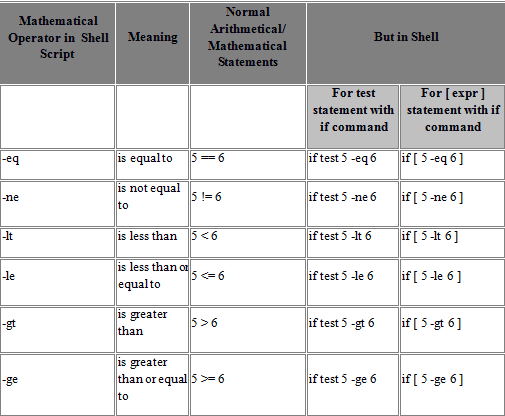 Mathematical Operator in Shell Script
Meaning
Normal Arithmetical/ Mathematical Statements
But in Shell
For test statement with if command
For [ expr ] statement with if command
-eq
is equal to
5 == 6
if test 5 -eq 6
if [ 5 -eq 6 ]
-ne
is not equal to
5 != 6
if test 5 -ne 6
if [ 5 -ne 6 ]
-lt
is less than
5 < 6
if test 5 -lt 6
if [ 5 -lt 6 ]
-le
is less than or equal to
5 <= 6
if test 5 -le 6
if [ 5 -le 6 ]
-gt
is greater than
5 > 6
if test 5 -gt 6
if [ 5 -gt 6 ]
-ge
is greater than or equal to
5 >= 6
if test 5 -ge 6
if [ 5 -ge 6 ]